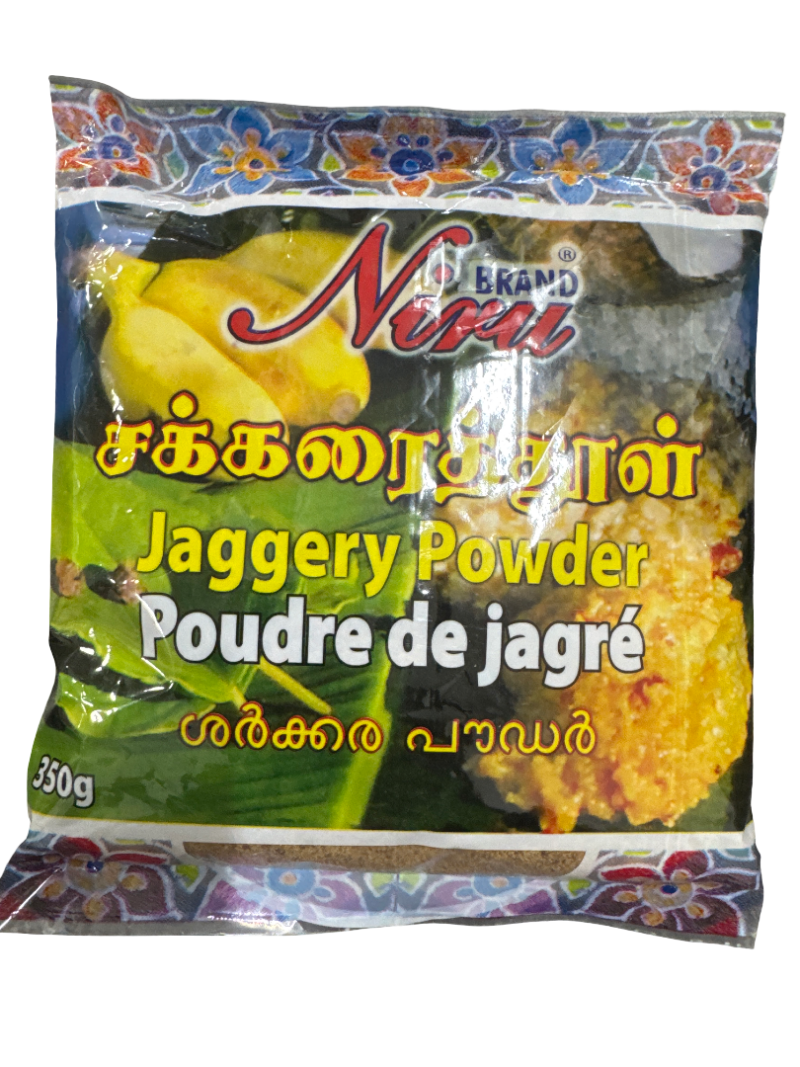 Niru BRAND ®
சக்கரைத்தூள்
Jaggery Powder
Poudre de jagré
ശർക്കര പൗഡർ
350g